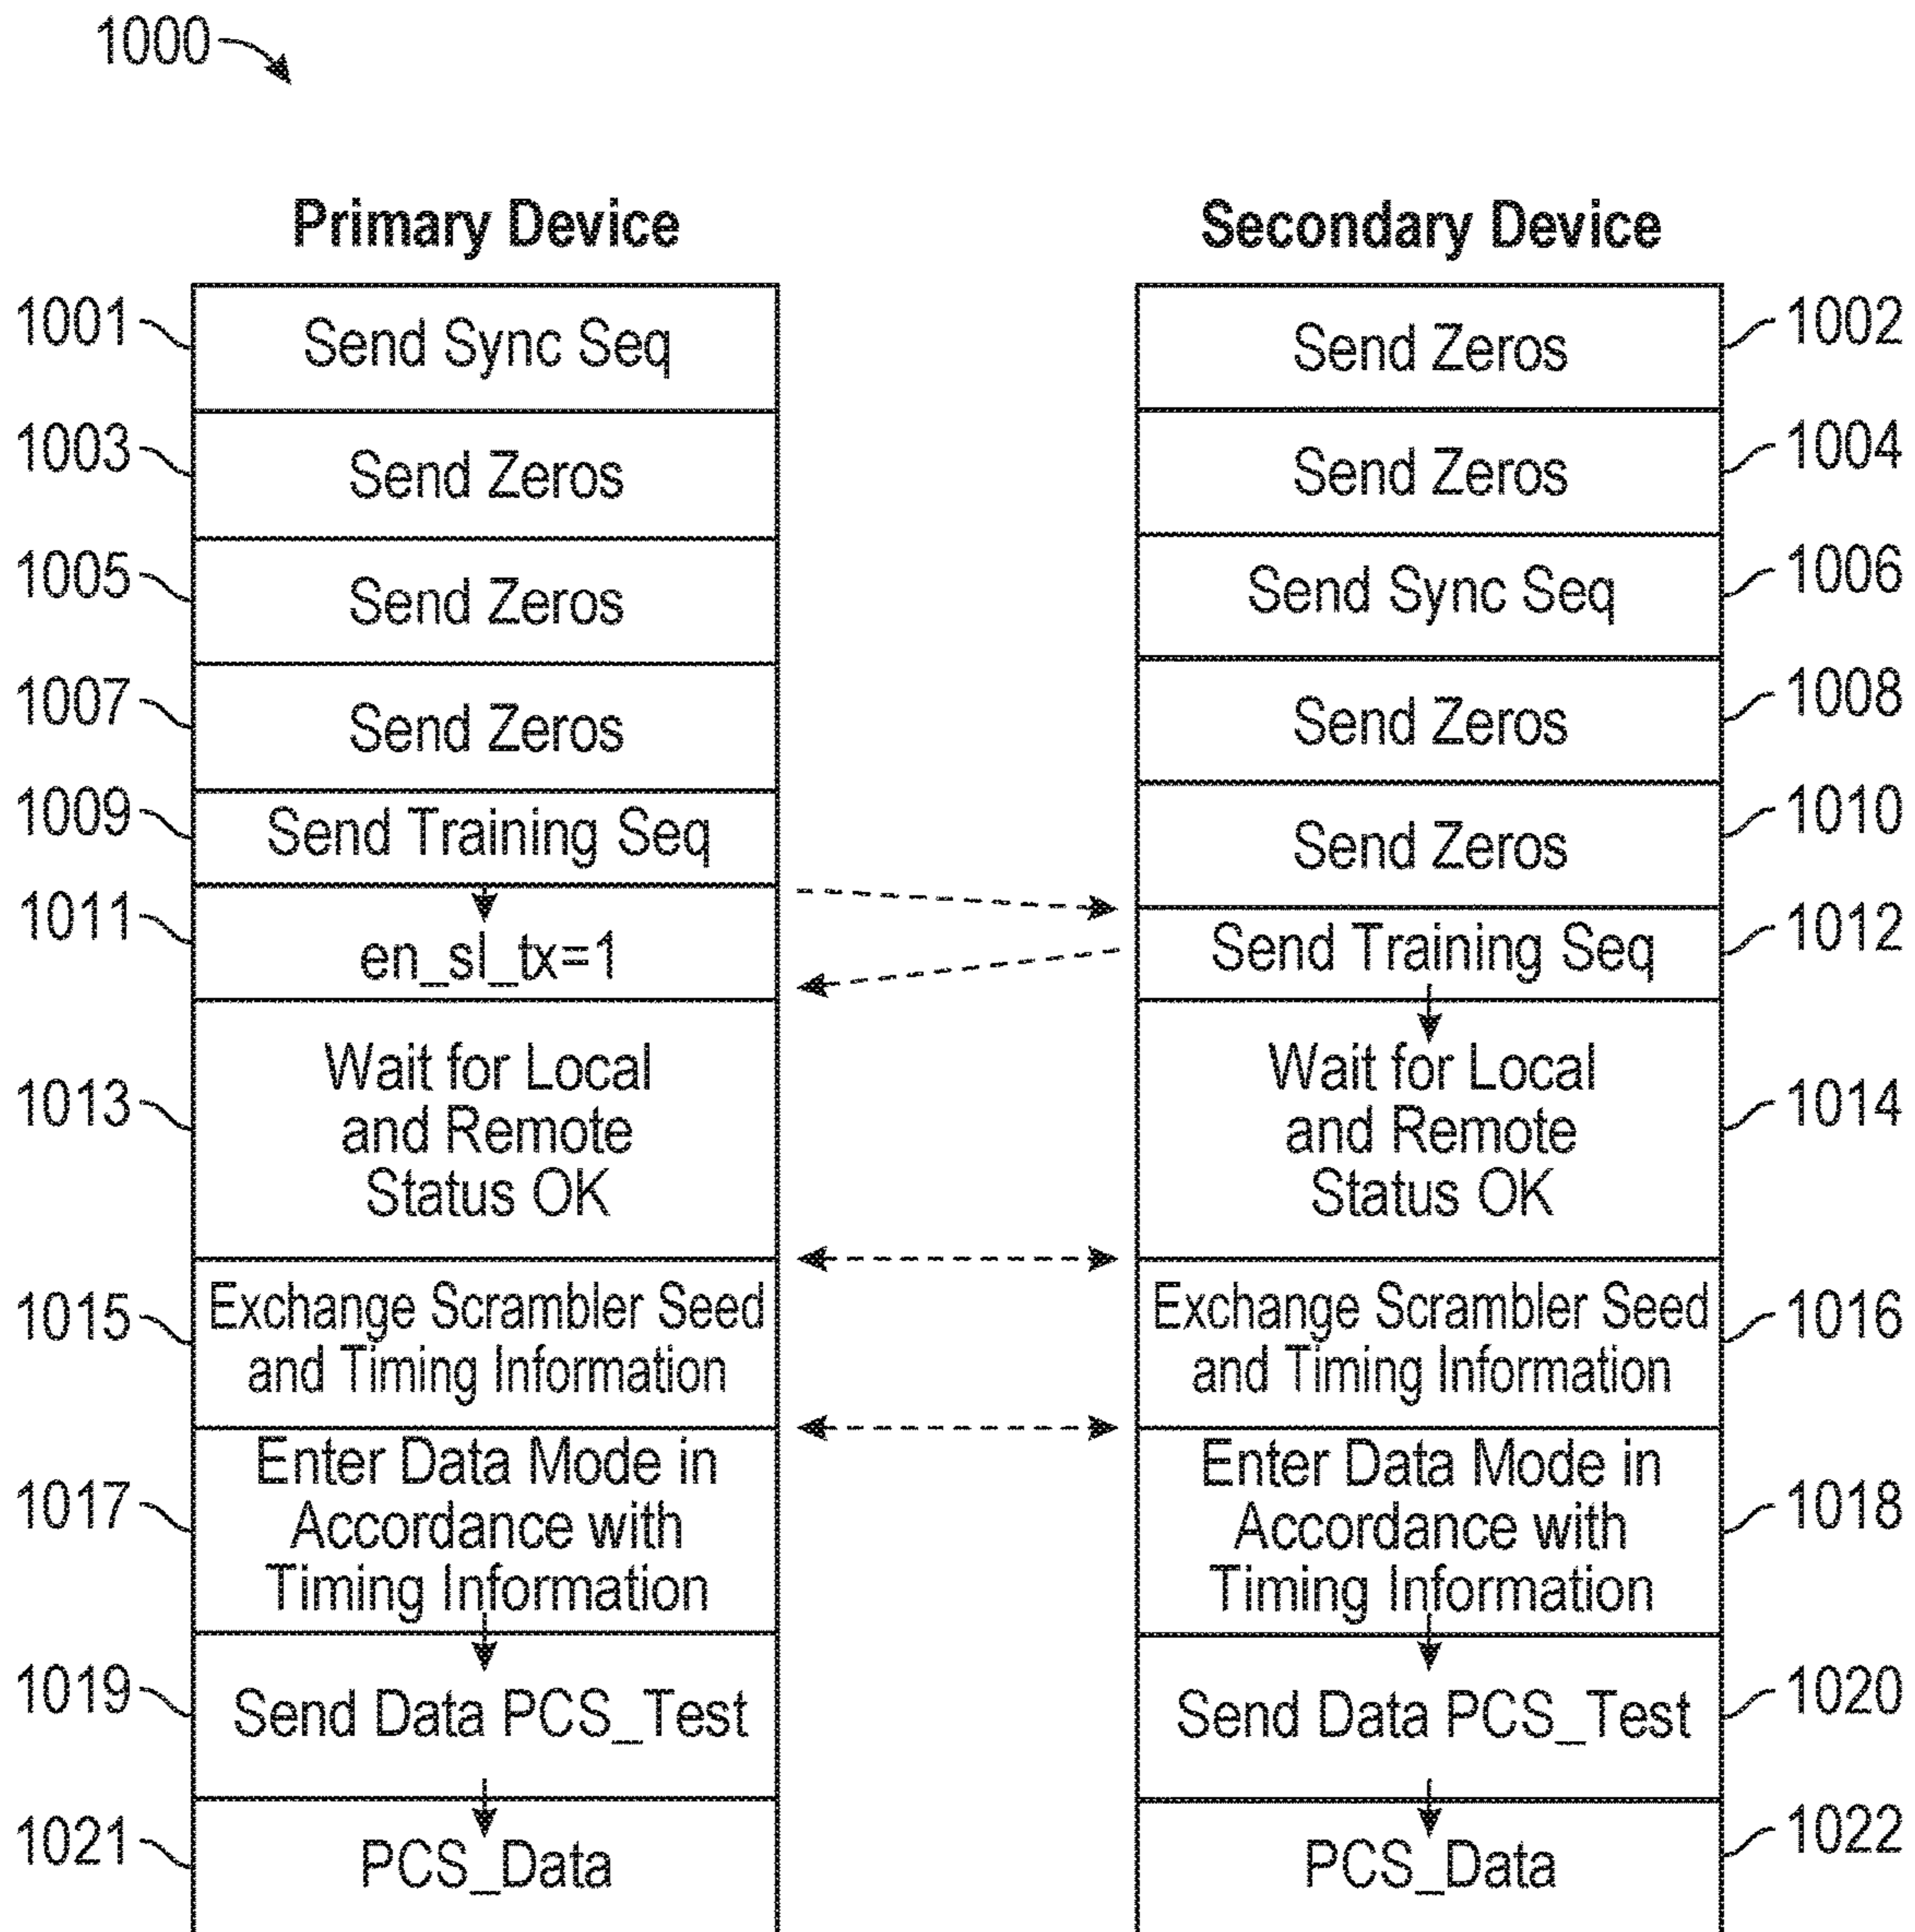 1000
Primary Device
Secondary Device
1001
Send Sync Seq
Send Zeros
1002
1003
Send Zeros
Send Zeros
1004
1005
Send Zeros
Send Sync Seq
1006
1007
Send Zeros
Send Zeros
1008
1009
Send Training Seq
Send Zeros
1010
1011
en_sl_tx=1
Send Training Seq
1012
1013
Wait for Local
and Remote
Status OK
Wait for Local
and Remote
Status OK
1014
1015
Exchange Scrambler Seed
and Timing Information
Exchange Scrambler Seed
and Timing Information
1016
1017
Enter Data Mode in
Accordance with
Timing Information
Enter Data Mode in
Accordance with
Timing Information
1018
1019
Send Data PCS_Test
Send Data PCS_Test
1020
1021
PCS_Data
PCS_Data
1022